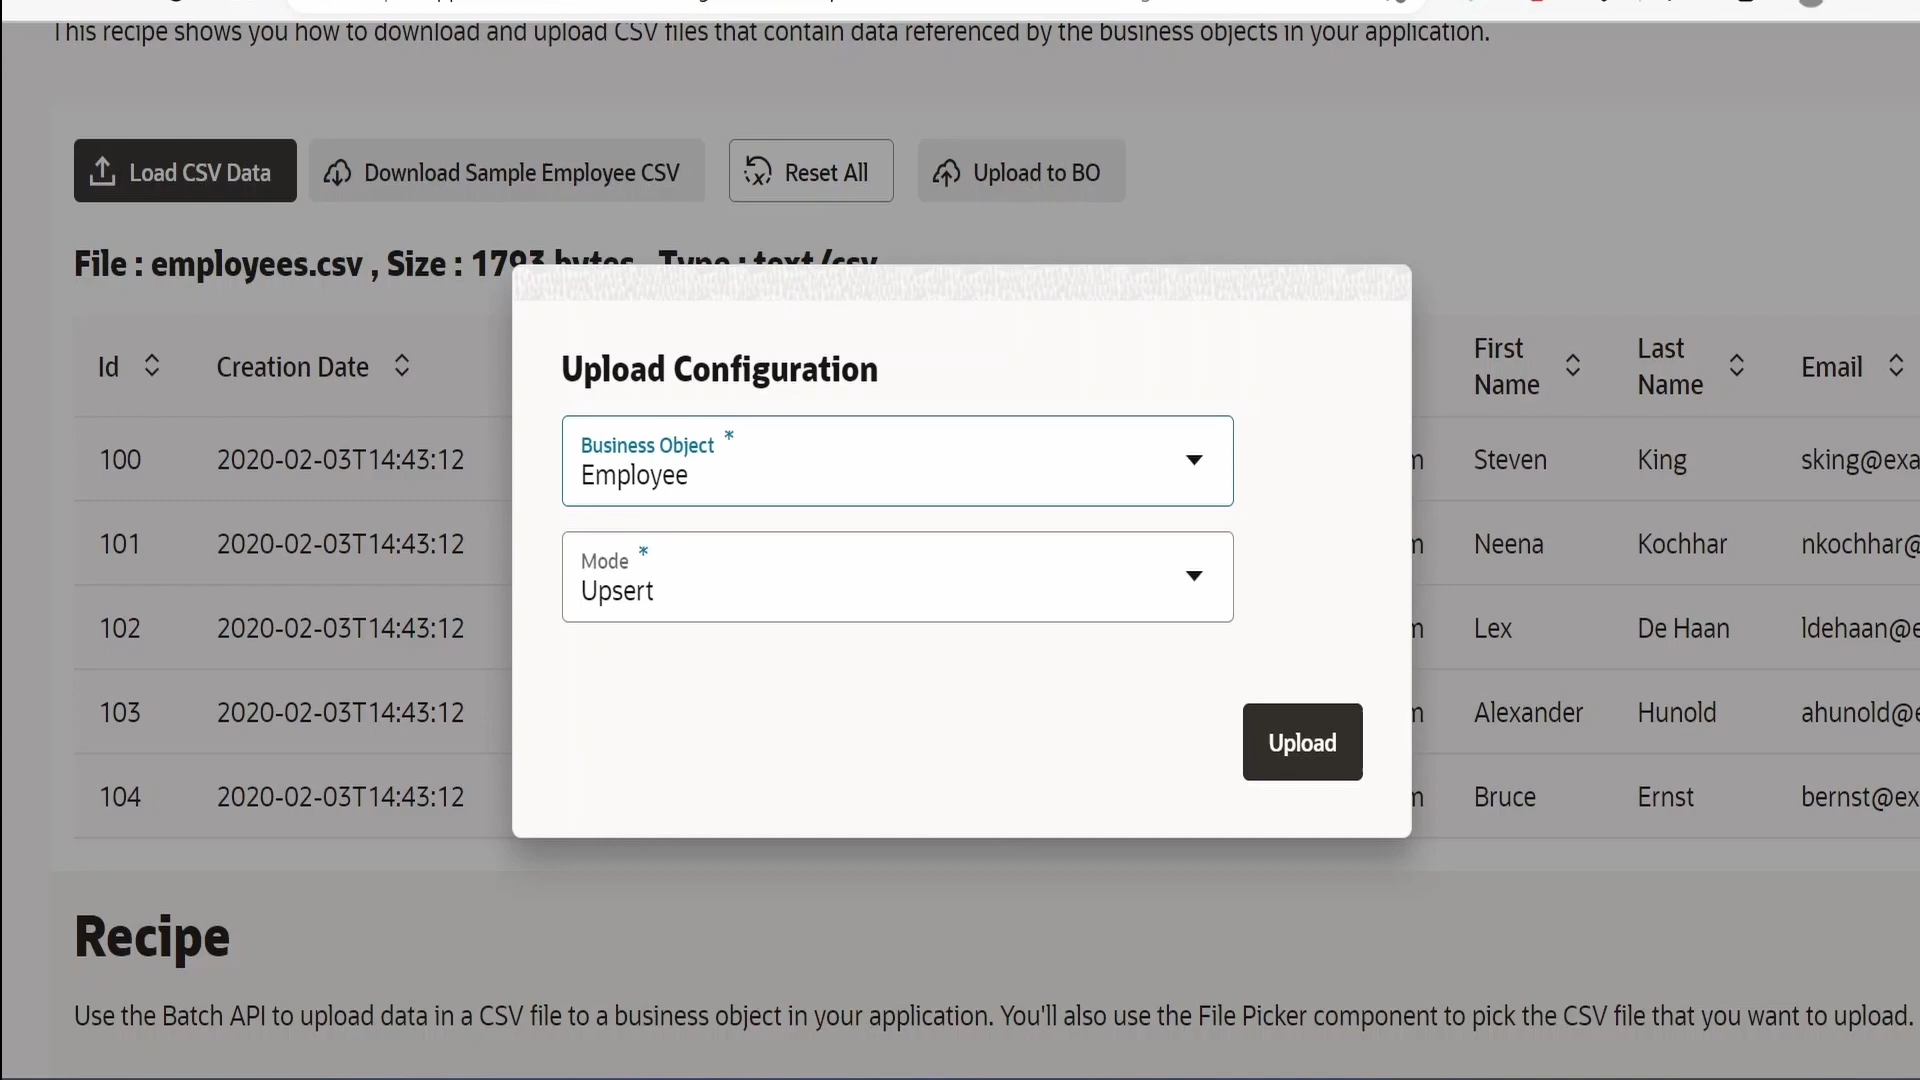 This recipe shows you how to download and upload CSV files that contain data referenced by the business objects in your application.
Load CSV Data
Download Sample Employee CSV
Reset All
Upload to BO
File : employees.csv , Size : 1793 bytes , Type : text/csv
Id
Creation Date
First Name
Last Name
Email
100 2020-02-03T14:43:12 m Steven King sking@exa
101 2020-02-03T14:43:12 m Neena Kochhar nkochhar@
102 2020-02-03T14:43:12 m Lex De Haan ldehaan@e
103 2020-02-03T14:43:12 m Alexander Hunold ahunold@e
104 2020-02-03T14:43:12 m Bruce Ernst bernst@ex
Upload Configuration
Business Object *
Employee
Mode *
Upsert
Upload
Recipe
Use the Batch API to upload data in a CSV file to a business object in your application. You'll also use the File Picker component to pick the CSV file that you want to upload.